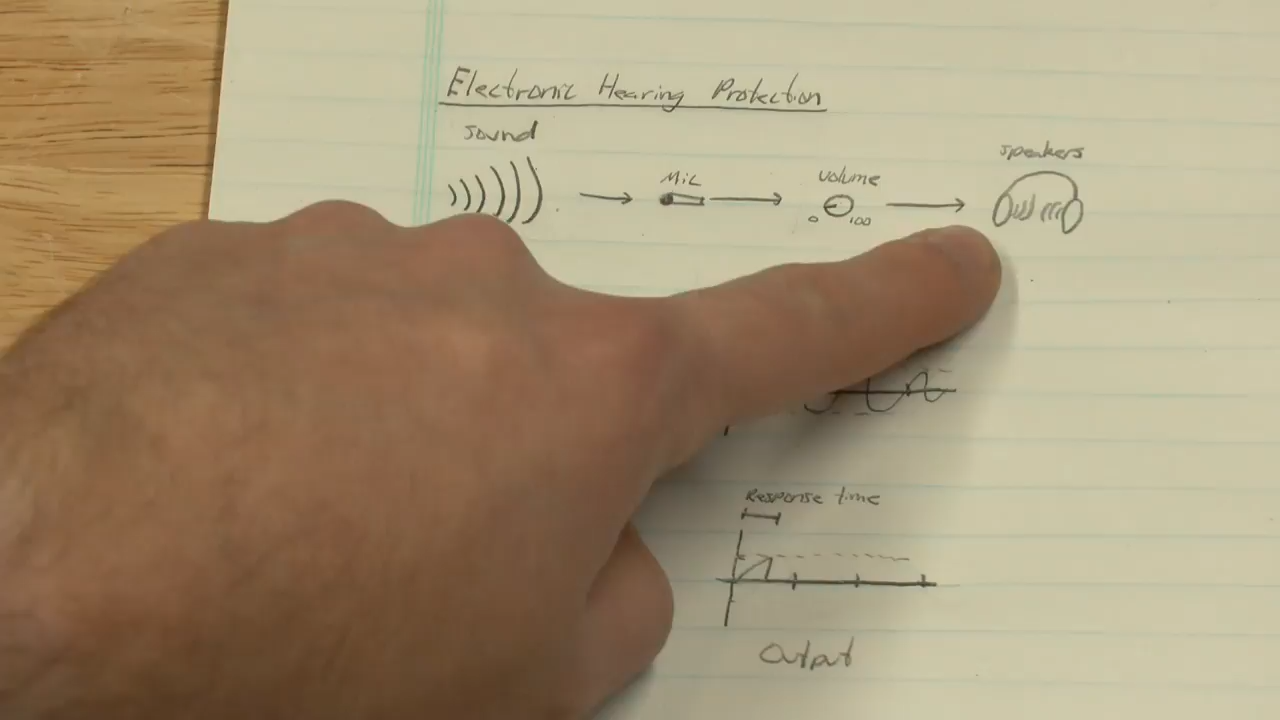 Electronic Hearing Protection
Sound
Mic
Volume
speakers
0
100
Response time
Output